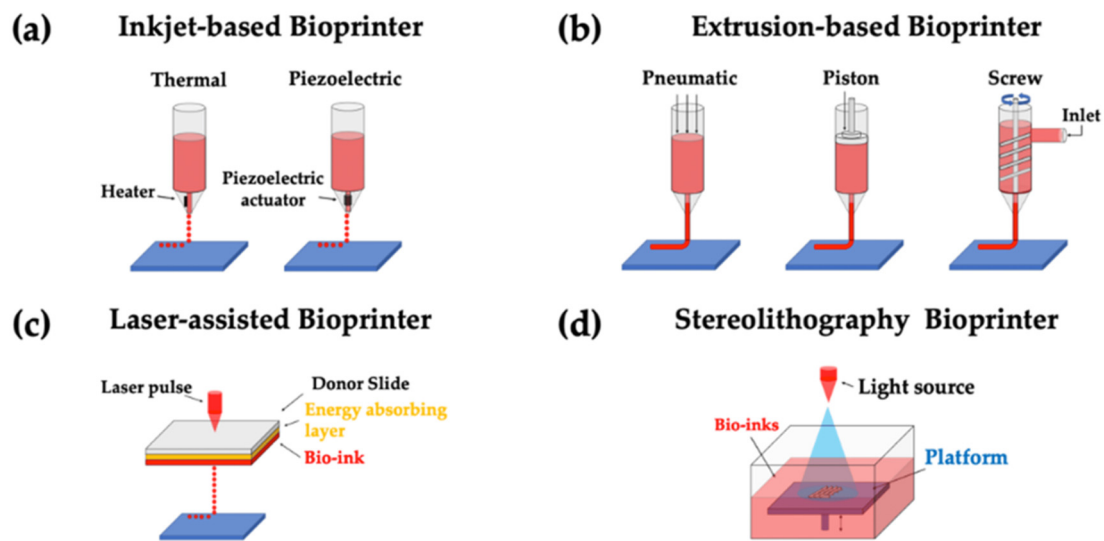 (a) Inkjet-based Bioprinter
Thermal
Piezoelectric
Heater
Piezoelectric
actuator
(b) Extrusion-based Bioprinter
Pneumatic
Piston
Screw
Inlet
(c) Laser-assisted Bioprinter
Laser pulse
Donor Slide
Energy absorbing
layer
Bio-ink
(d) Stereolithography Bioprinter
Light source
Bio-inks
Platform